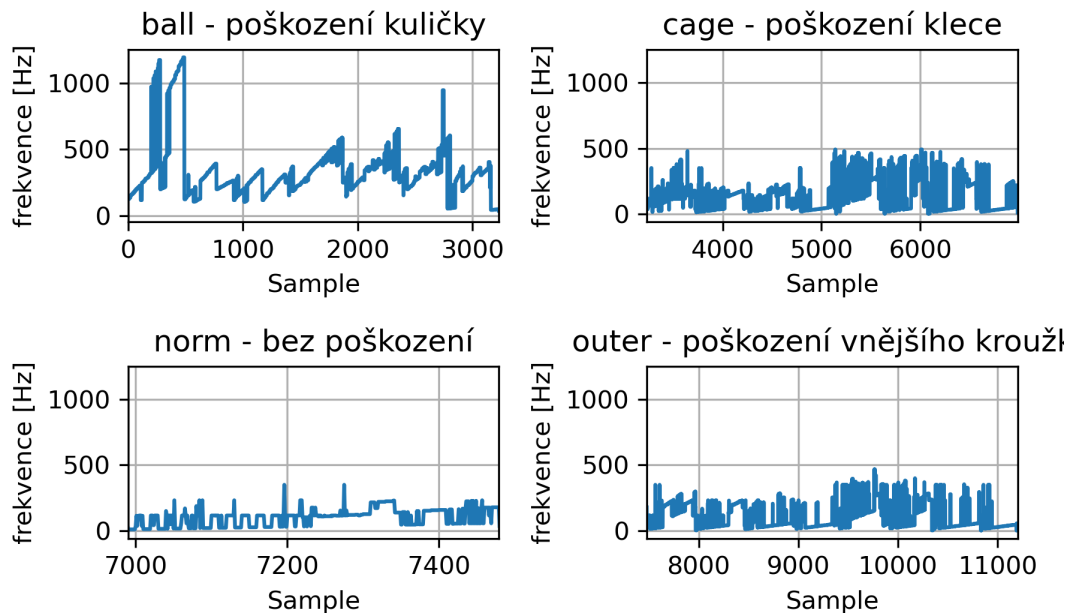 ball - poškození kuličky
frekvence [Hz]
1000
500
0
0
1000
2000
3000
Sample
cage - poškození klece
frekvence [Hz]
1000
500
0
4000
5000
6000
Sample
norm - bez poškození
frekvence [Hz]
1000
500
0
7000
7200
7400
Sample
outer - poškození vnějšího
frekvence [Hz]
1000
500
0
8000
9000
10000
11000
Sample